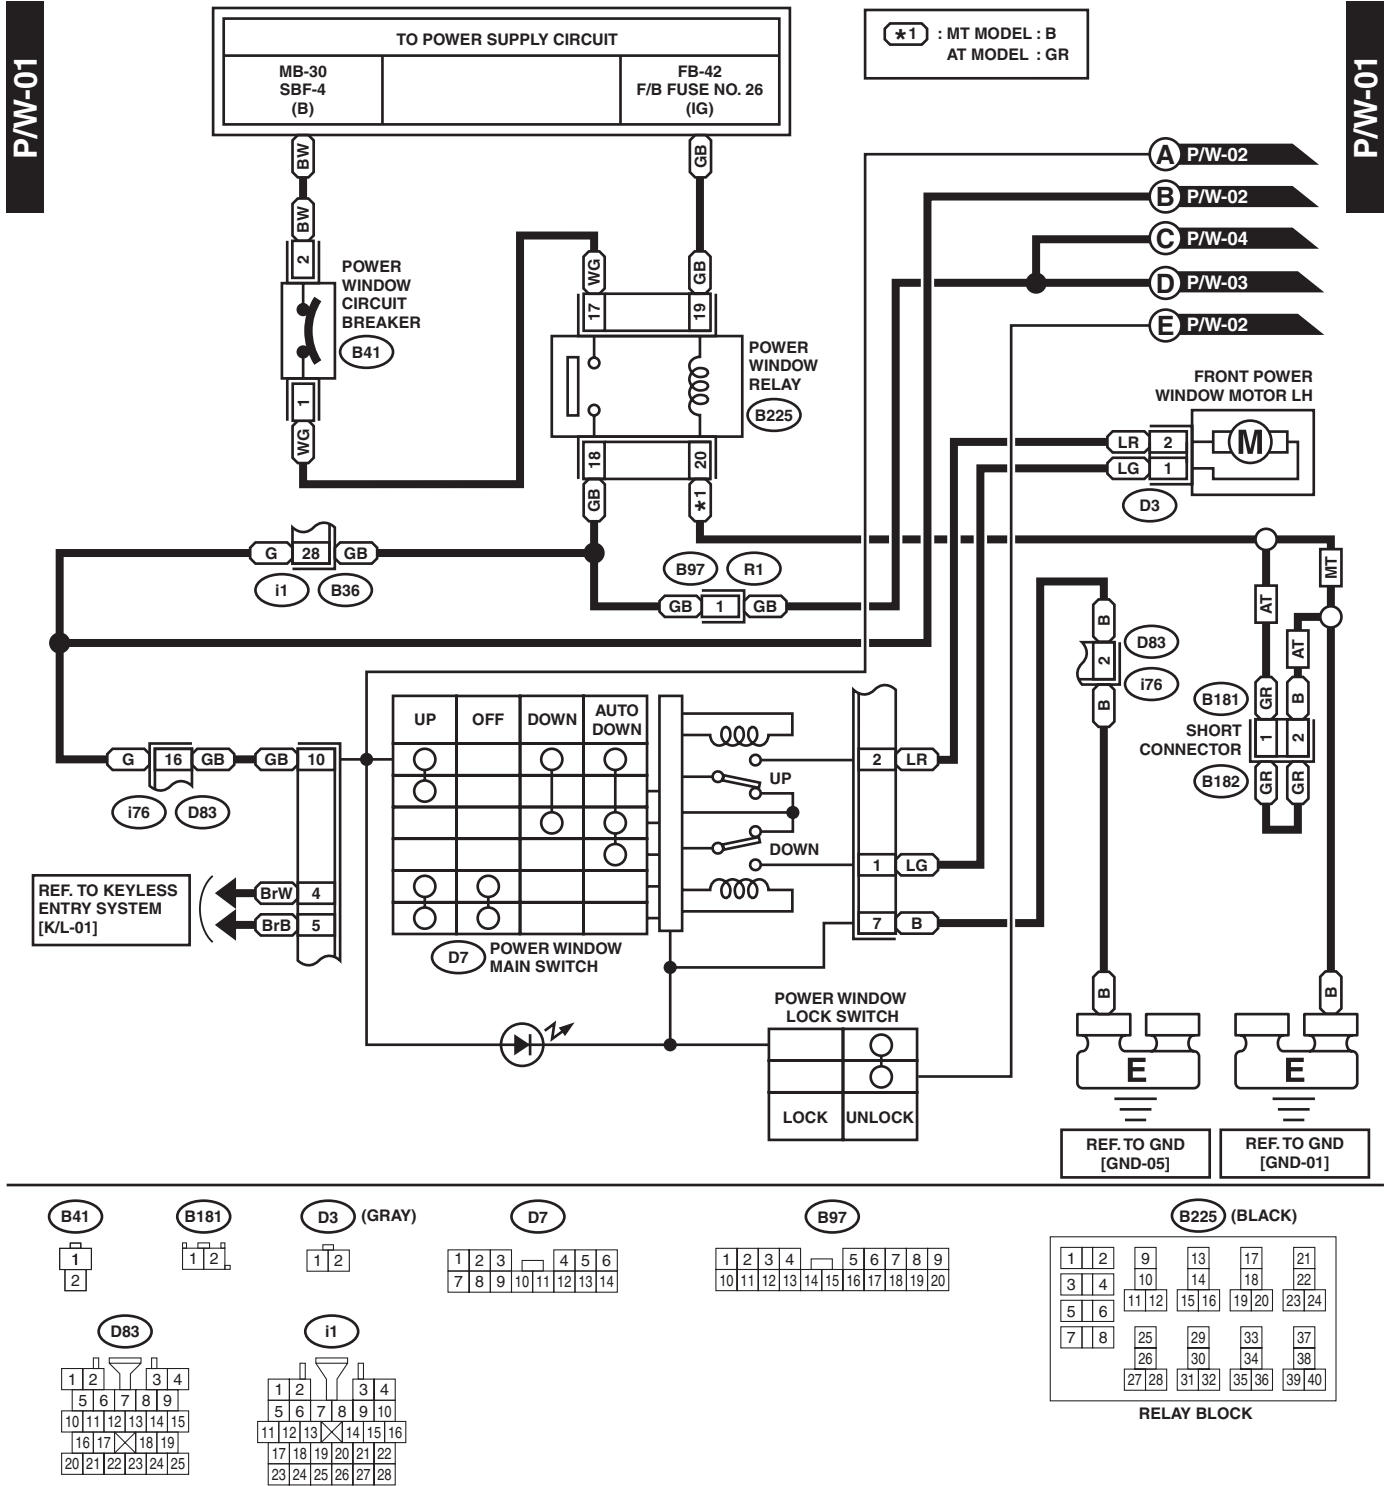 P/W-01
P/W-01
TO POWER SUPPLY CIRCUIT
MB-30
SBF-4
(B)
FB-42
F/B FUSE NO. 26
(IG)
*1 : MT MODEL : B
AT MODEL : GR
BW
GB
A P/W-02
B P/W-02
C P/W-04
D P/W-03
E P/W-02
BW
2
POWER
WINDOW
CIRCUIT
BREAKER
B41
1
WG
WG
GB
17
19
POWER
WINDOW
RELAY
B225
18
20
GB
*1
FRONT POWER
WINDOW MOTOR LH
LR 2
LG 1
M
D3
G 28 GB
i1 B36
B97 R1
GB 1 GB
MT
AT
AT
B
2
D83
i76
B
B181
GR
B
SHORT
CONNECTOR
1 2
B182
GR
GR
UP OFF DOWN AUTO
DOWN
G 16 GB GB 10
i76 D83
UP
DOWN
2 LR
1 LG
7 B
REF. TO KEYLESS
ENTRY SYSTEM
[K/L-01]
BrW 4
BrB 5
D7 POWER WINDOW
MAIN SWITCH
POWER WINDOW
LOCK SWITCH
LOCK UNLOCK
B
B
E
E
REF. TO GND
[GND-05]
REF. TO GND
[GND-01]
B41
1
2
B181
1 2
D3 (GRAY)
1 2
D7
1 2 3 4 5 6
7 8 9 10 11 12 13 14
B97
1 2 3 4 5 6 7 8 9
10 11 12 13 14 15 16 17 18 19 20
B225 (BLACK)
1 2 9 13 17 21
3 4 10 14 18 22
5 6 11 12 15 16 19 20 23 24
7 8 25 29 33 37
26 30 34 38
27 28 31 32 35 36 39 40
RELAY BLOCK
D83
1 2 3 4
5 6 7 8 9
10 11 12 13 14 15
16 17 18 19
20 21 22 23 24 25
i1
1 2 3 4
5 6 7 8 9 10
11 12 13 14 15 16
17 18 19 20 21 22
23 24 25 26 27 28